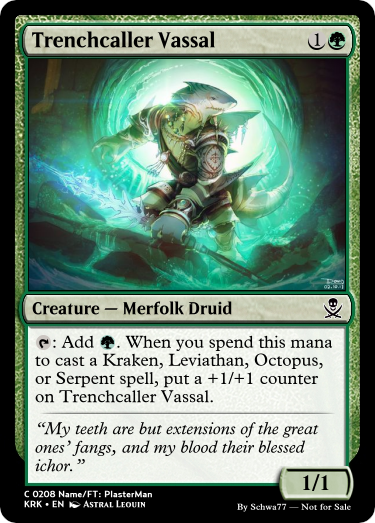 Trenchcaller Vassal 1
Creature — Merfolk Druid
: Add . When you spend this mana
to cast a Kraken, Leviathan, Octopus,
or Serpent spell, put a +1/+1 counter
on Trenchcaller Vassal.
“My teeth are but extensions of the great
ones’ fangs, and my blood their blessed
ichor.”
1/1
C 0208 Name/FT: PlasterMan
KRK • EN Astral Leouin
By Schwa77 — Not for Sale